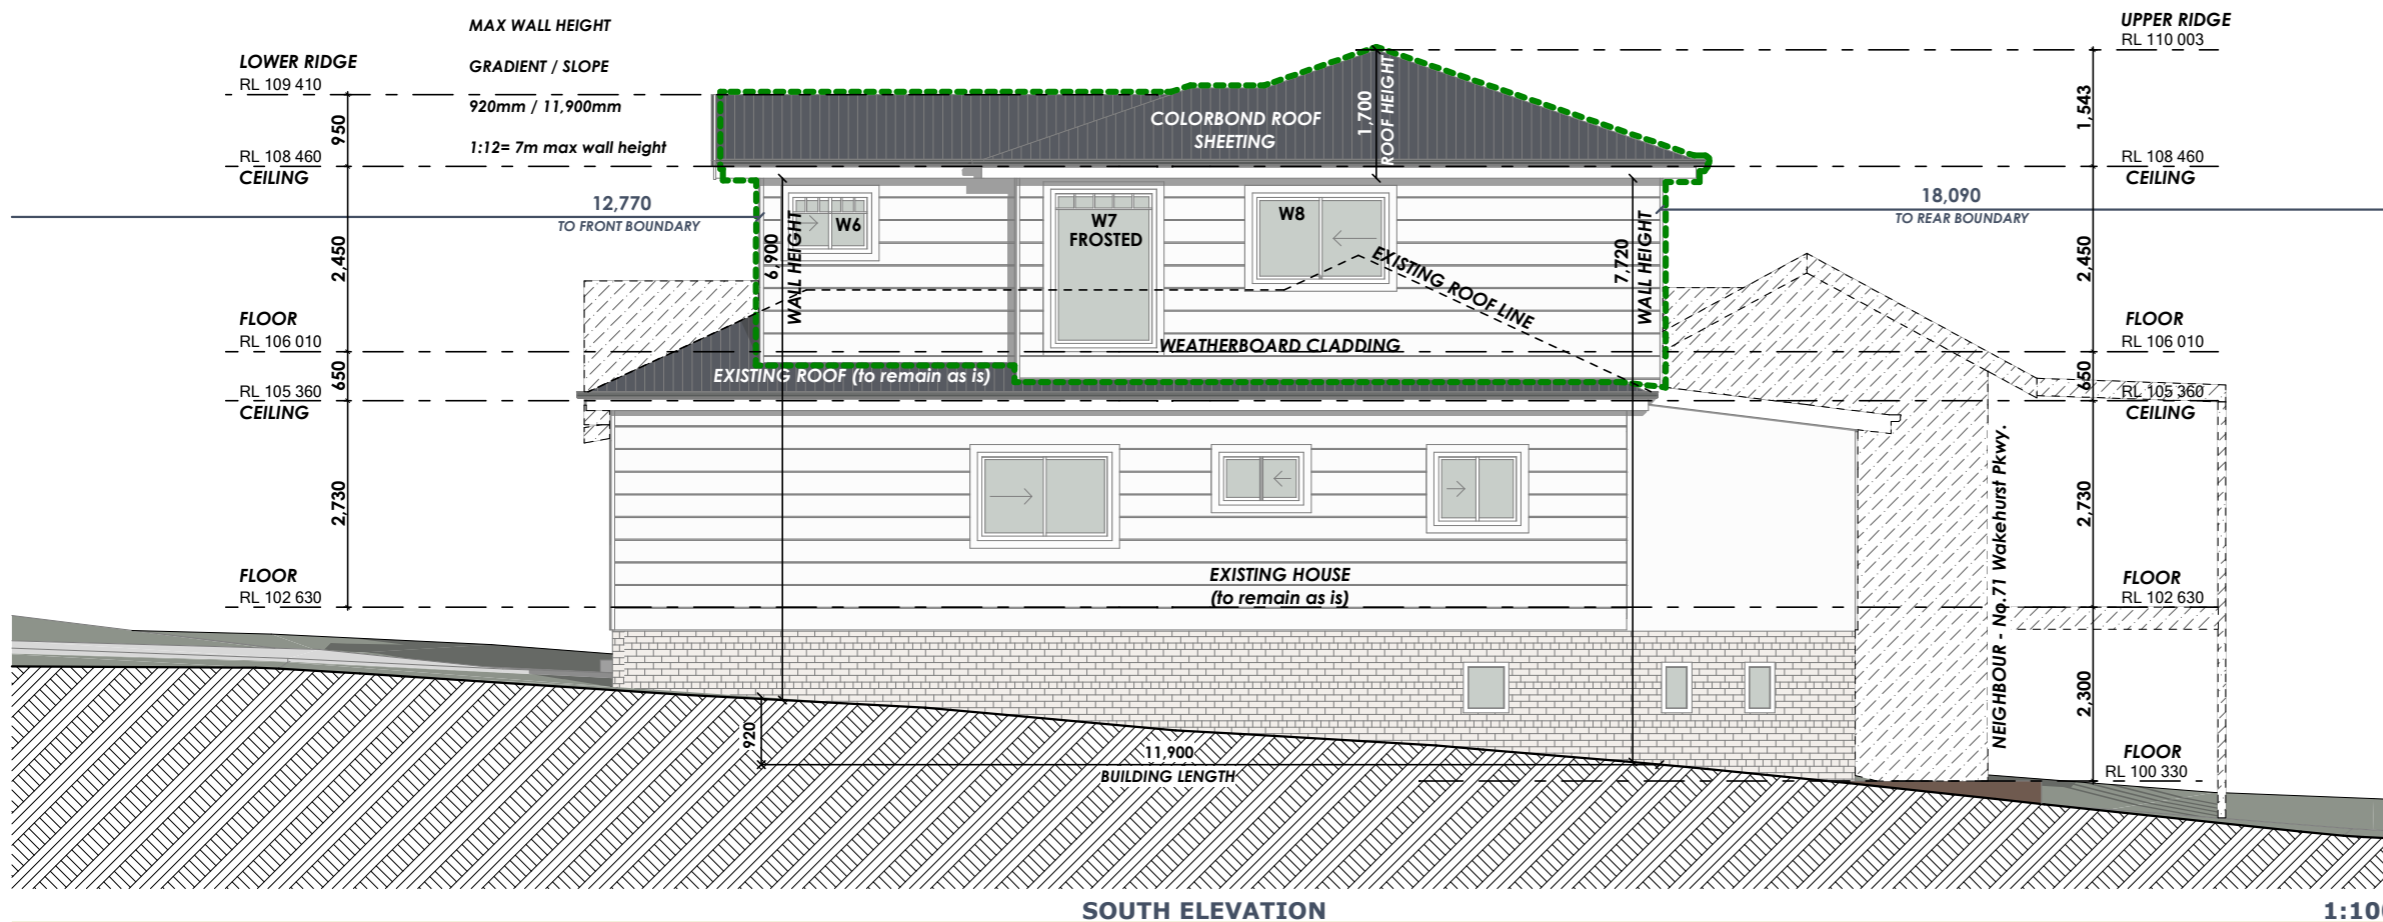 MAX WALL HEIGHT
GRADIENT / SLOPE
920mm / 11,900mm
1:12= 7m max wall height
LOWER RIDGE
RL 109 410
950
RL 108 460
CEILING
2,450
FLOOR
RL 106 010
650
RL 105 360
CEILING
2,730
FLOOR
RL 102 630
12,770
TO FRONT BOUNDARY
COLORBOND ROOF
SHEETING
1,700
ROOF HEIGHT
W6
W7
FROSTED
W8
6,900
WALL HEIGHT
7,720
WALL HEIGHT
EXISTING ROOF LINE
WEATHERBOARD CLADDING
EXISTING ROOF (to remain as is)
EXISTING HOUSE
(to remain as is)
920
11,900
BUILDING LENGTH
UPPER RIDGE
RL 110 003
1,543
RL 108 460
CEILING
18,090
TO REAR BOUNDARY
2,450
FLOOR
RL 106 010
650
RL 105 360
CEILING
2,730
NEIGHBOUR - No.71 Wakehurst Pkwy.
FLOOR
RL 102 630
2,300
FLOOR
RL 100 330
SOUTH ELEVATION